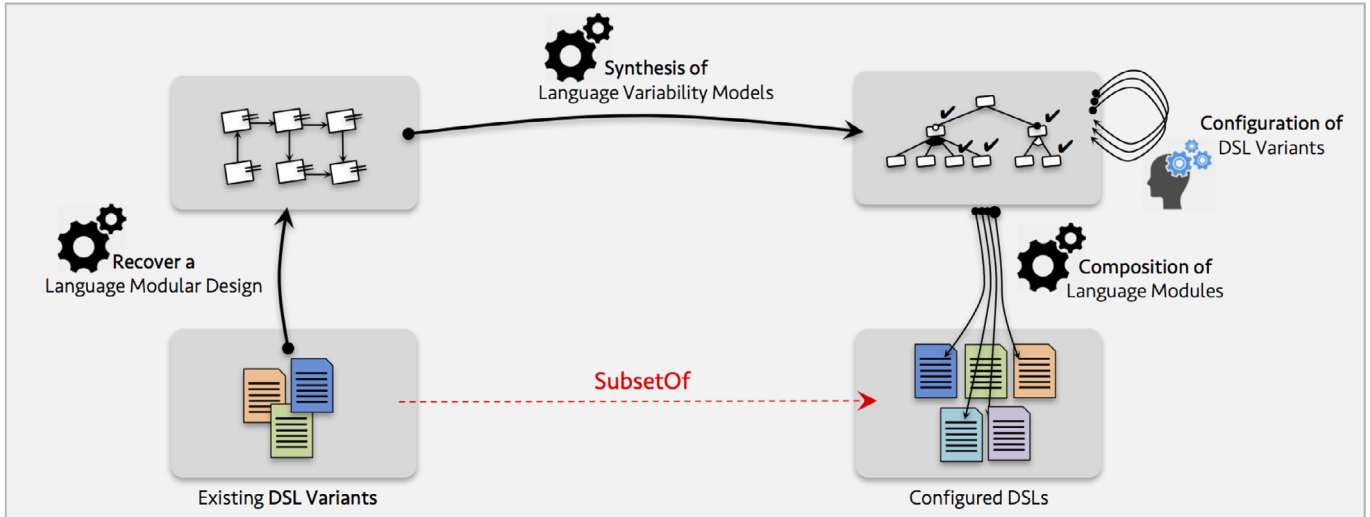 Synthesis of
Language Variability Models
Configuration of
DSL Variants
Recover a
Language Modular Design
Composition of
Language Modules
SubsetOf
Existing DSL Variants
Configured DSLs